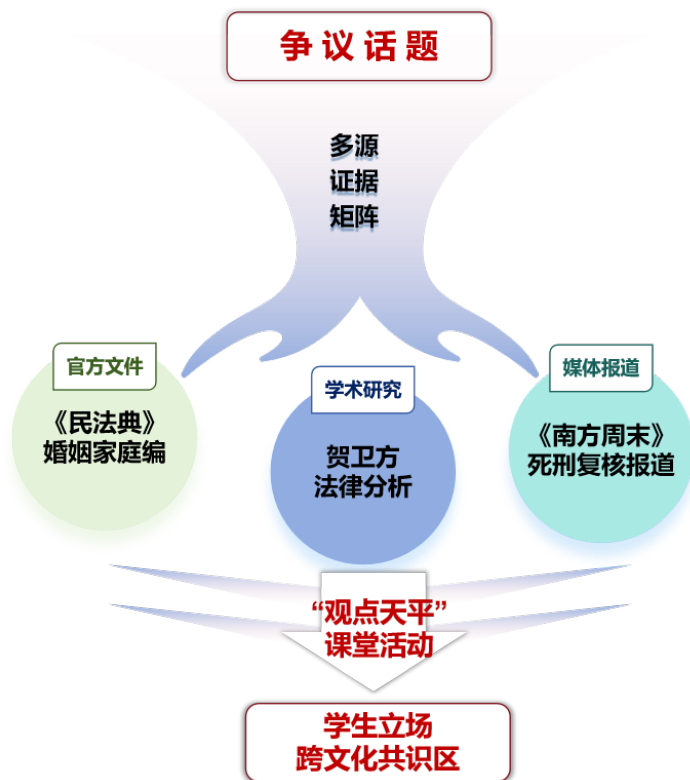 争议话题
多源
证据
矩阵
官方文件
《民法典》
婚姻家庭编
学术研究
贺卫方
法律分析
媒体报道
《南方周末》
死刑复核报道
“观点天平”
课堂活动
学生立场
跨文化共识区